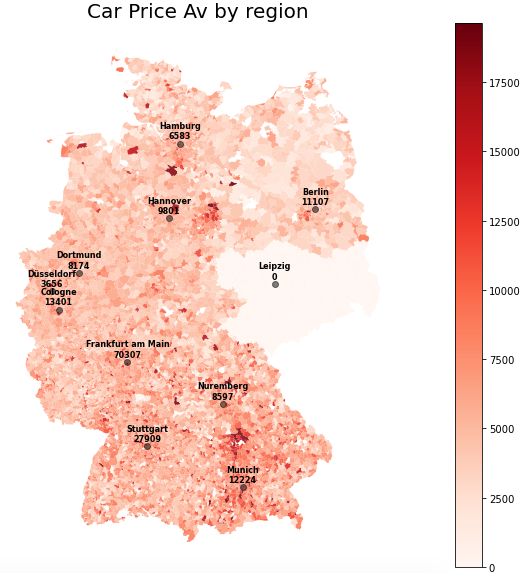 Car Price Av by region
Hamburg
6583
Hannover
9801
Berlin
11107
Dortmund
8174
Düsseldorf
3656
Cologne
13401
Leipzig
0
Frankfurt am Main
70307
Nuremberg
8597
Stuttgart
27909
Munich
12224
17500
15000
12500
10000
7500
5000
2500
0